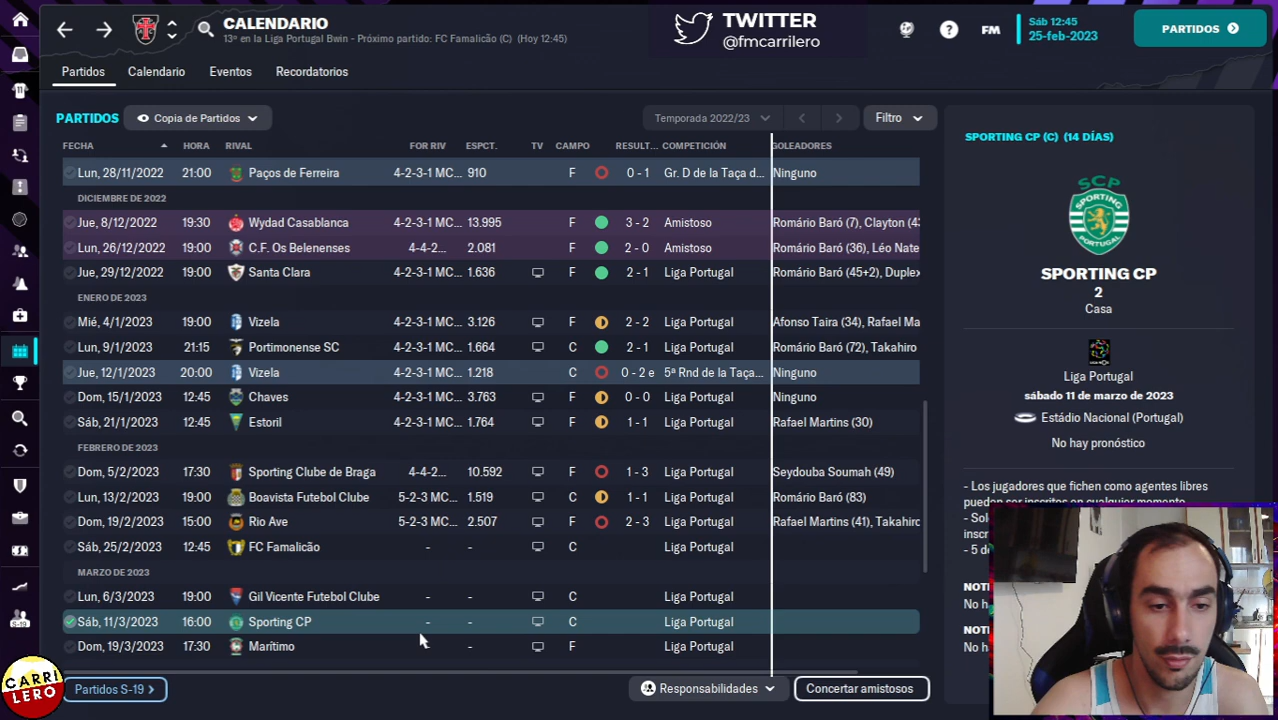 CALENDARIO
13º en la Liga Portugal Bwin - Próximo partido: FC Famalicão (C) (Hoy 12:45)
TWITTER
@fmcarrilero
FM
Sáb 12:45
25-feb-2023
PARTIDOS
Partidos Calendario Eventos Recordatorios
PARTIDOS Copia de Partidos Temporada 2022/23 Filtro
FECHA HORA RIVAL FOR RIV ESPCT. TV CAMPO RESULT... COMPETICIÓN GOLEADORES
Lun, 28/11/2022 21:00 Paços de Ferreira 4-2-3-1 MC... 910 F 0 - 1 Gr. D de la Taça d... Ninguno
DICIEMBRE DE 2022
Jue, 8/12/2022 19:30 Wydad Casablanca 4-2-3-1 MC... 13.995 F 3 - 2 Amistoso Romário Baró (7), Clayton (43
Lun, 26/12/2022 19:00 C.F. Os Belenenses 4-4-2... 2.081 F 2 - 0 Amistoso Romário Baró (36), Léo Nate
Jue, 29/12/2022 19:00 Santa Clara 4-2-3-1 MC... 1.636 F 2 - 1 Liga Portugal Romário Baró (45+2), Duplex
ENERO DE 2023
Mié, 4/1/2023 19:00 Vizela 4-2-3-1 MC... 3.126 F 2 - 2 Liga Portugal Afonso Taira (34), Rafael Ma
Lun, 9/1/2023 21:15 Portimonense SC 4-2-3-1 MC... 1.664 C 2 - 1 Liga Portugal Romário Baró (72), Takahiro
Jue, 12/1/2023 20:00 Vizela 4-2-3-1 MC... 1.218 C 0 - 2 e 5ª Rnd de la Taça... Ninguno
Dom, 15/1/2023 12:45 Chaves 4-2-3-1 MC... 3.763 F 0 - 0 Liga Portugal Ninguno
Sáb, 21/1/2023 12:45 Estoril 4-2-3-1 MC... 1.764 F 1 - 1 Liga Portugal Rafael Martins (30)
FEBRERO DE 2023
Dom, 5/2/2023 17:30 Sporting Clube de Braga 4-4-2... 10.592 F 1 - 3 Liga Portugal Seydouba Soumah (49)
Lun, 13/2/2023 19:00 Boavista Futebol Clube 5-2-3 MC... 1.519 C 1 - 1 Liga Portugal Romário Baró (83)
Dom, 19/2/2023 15:00 Rio Ave 5-2-3 MC... 2.507 F 2 - 3 Liga Portugal Rafael Martins (41), Takahiro
Sáb, 25/2/2023 12:45 FC Famalicão - - C Liga Portugal
MARZO DE 2023
Lun, 6/3/2023 19:00 Gil Vicente Futebol Clube - - C Liga Portugal
Sáb, 11/3/2023 16:00 Sporting CP - - C Liga Portugal
Dom, 19/3/2023 17:30 Marítimo - - F Liga Portugal
Partidos S-19 Responsabilidades Concertar amistosos
CARRI
LERO
S-19
SPORTING CP (C) (14 DÍAS)
SCP
SPORTING
PORTUGAL
SPORTING CP
2
Casa
Liga Portugal
sábado 11 de marzo de 2023
Estádio Nacional (Portugal)
No hay pronóstico
- Los jugadores que fichen como agentes libres
pueden ser inscritos en cualquier momento
- Sol
inscr
- 5 d
NOT
No h
NOT
No h